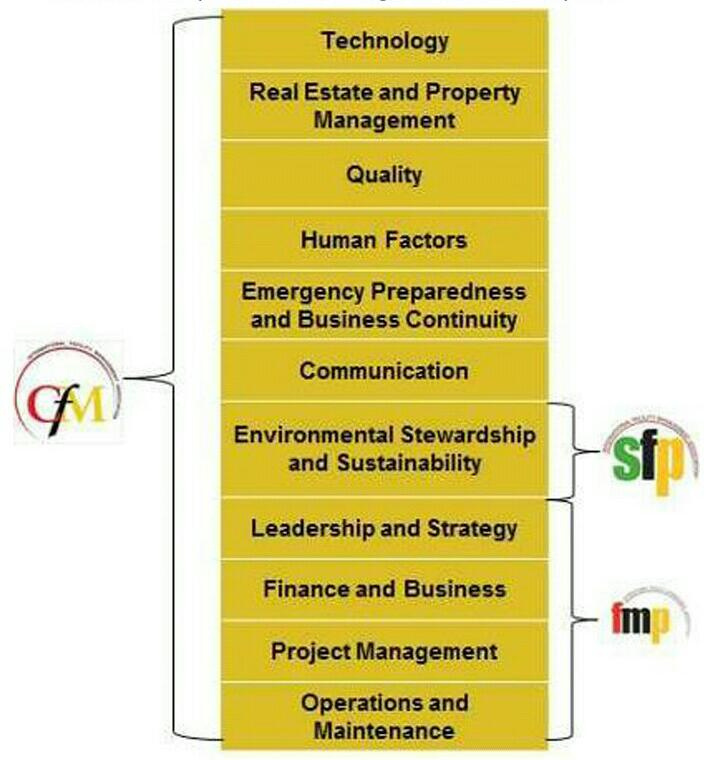 Technology
Real Estate and Property
Management
Quality
Human Factors
Emergency Preparedness
and Business Continuity
CfM
Communication
Environmental Stewardship
and Sustainability
sfp
Leadership and Strategy
Finance and Business
fmp
Project Management
Operations and
Maintenance